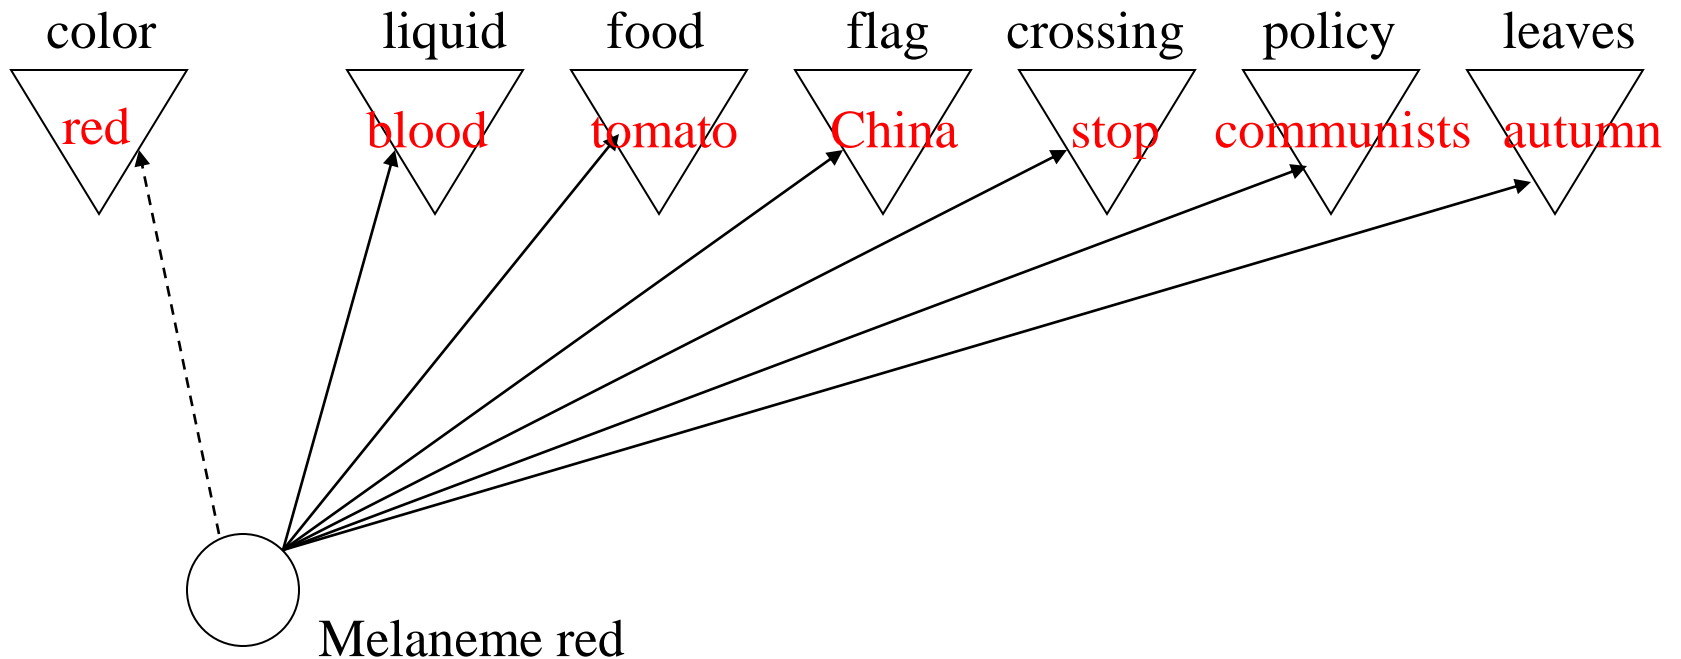 color liquid food flag crossing policy leaves
red blood tomato China stop communists autumn
Melaneme red